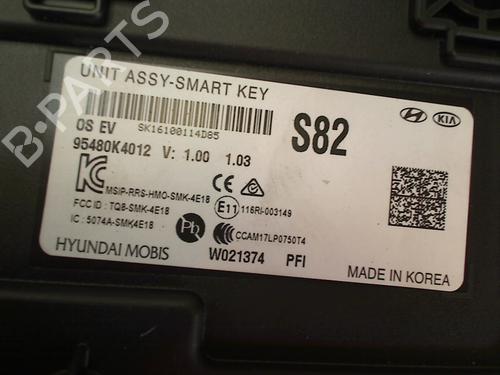 B-PARTS
UNIT ASSY-SMART KEY
SK16100114D85
OS EV
95480K4012 V: 1.00 1.03
S82
KIA
MSIP-RRS-HMO-SMK-4E18
FCC ID : TQ8-SMK-4E18
IC : 5074A-SMK4E18
CE
E11 116RI-003149
Pb
CCAM17LP0750T4
HYUNDAI MOBIS
W021374 PFI
MADE IN KOREA